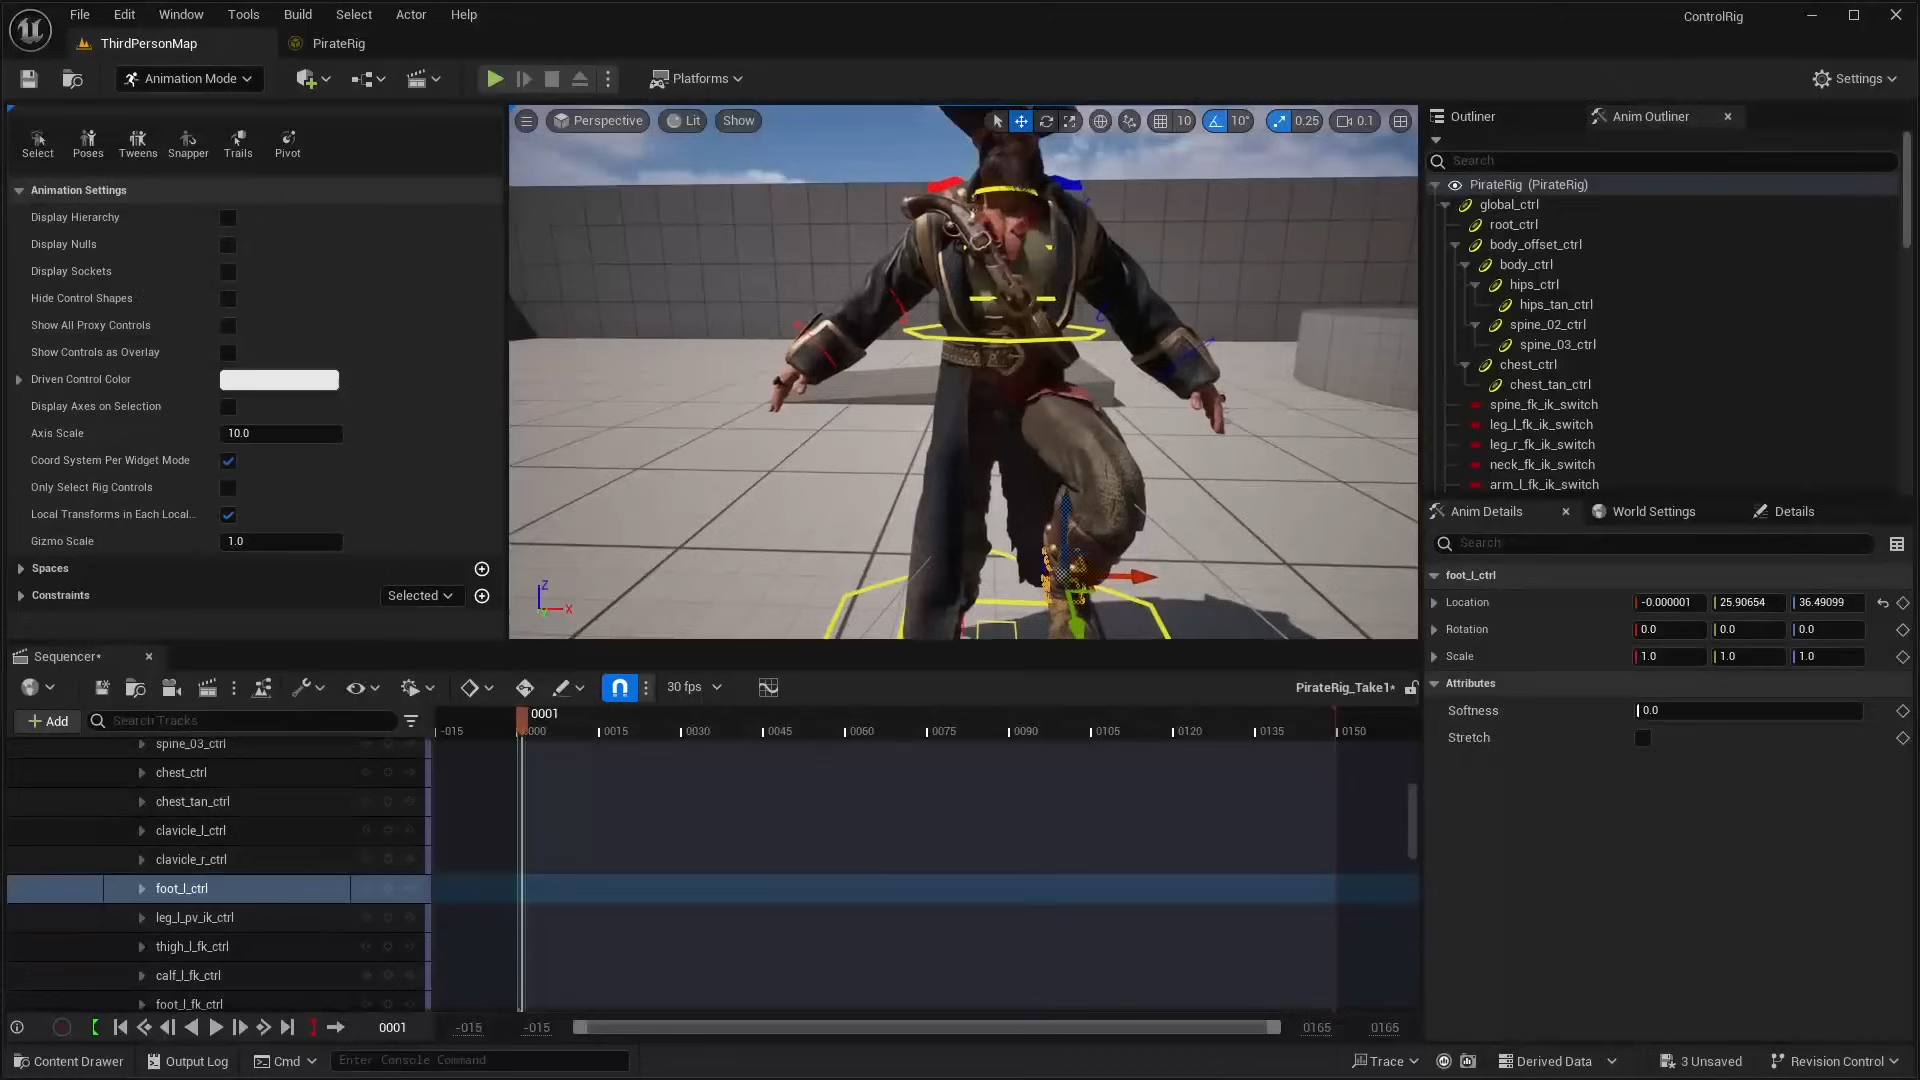 File Edit Window Tools Build Select Actor Help
ControlRig
ThirdPersonMap
PirateRig
Animation Mode
Platforms
Settings
Select
Poses
Tweens
Snapper
Trails
Pivot
Animation Settings
Display Hierarchy
Display Nulls
Display Sockets
Hide Control Shapes
Show All Proxy Controls
Show Controls as Overlay
Driven Control Color
Display Axes on Selection
Axis Scale 10.0
Coord System Per Widget Mode
Only Select Rig Controls
Local Transforms in Each Local...
Gizmo Scale 1.0
Spaces
Constraints Selected
Perspective Lit Show
10 10° 0.25 0.1
Z
X
Outliner
Anim Outliner
Search
PirateRig (PirateRig)
global_ctrl
root_ctrl
body_offset_ctrl
body_ctrl
hips_ctrl
hips_tan_ctrl
spine_02_ctrl
spine_03_ctrl
chest_ctrl
chest_tan_ctrl
spine_fk_ik_switch
leg_l_fk_ik_switch
leg_r_fk_ik_switch
neck_fk_ik_switch
arm_l_fk_ik_switch
Anim Details
World Settings
Details
Search
foot_l_ctrl
Location -0.000001 25.90654 36.49099
Rotation 0.0 0.0 0.0
Scale 1.0 1.0 1.0
Attributes
Softness 0.0
Stretch
Sequencer*
30 fps
PirateRig_Take1*
Add
Search Tracks
0001
-015 0000 0015 0030 0045 0060 0075 0090 0105 0120 0135 0150
spine_03_ctrl
chest_ctrl
chest_tan_ctrl
clavicle_l_ctrl
clavicle_r_ctrl
foot_l_ctrl
leg_l_pv_ik_ctrl
thigh_l_fk_ctrl
calf_l_fk_ctrl
foot_l_fk_ctrl
0001 -015 -015 0165 0165
Content Drawer
Output Log
Cmd
Enter Console Command
Trace
Derived Data
3 Unsaved
Revision Control